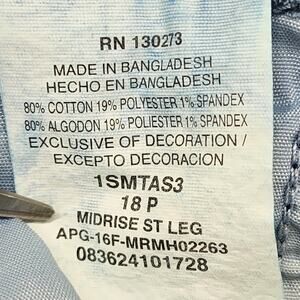 RN 130273
MADE IN BANGLADESH
HECHO EN BANGLADESH
80% COTTON 19% POLYESTER 1% SPANDEX
80% ALGODON 19% POLIESTER 1% SPANDEX
EXCLUSIVE OF DECORATION /
EXCEPTO DECORACION
1SMTAS3
18 P
MIDRISE ST LEG
APG-16F-MRMH02263
083624101728